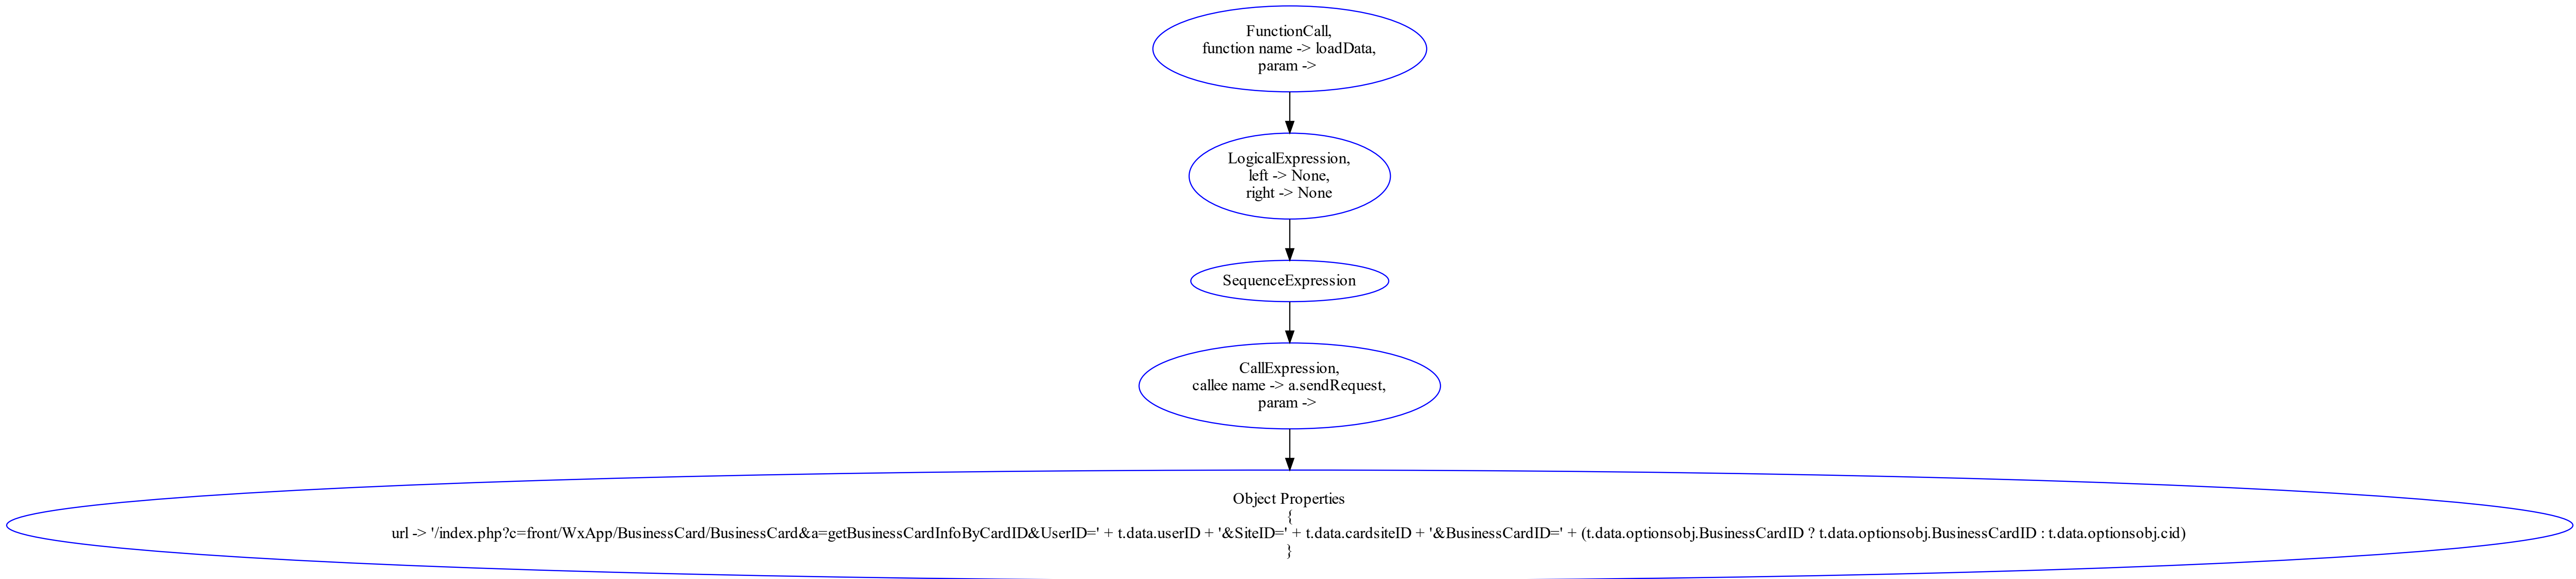 FunctionCall,
function name -> loadData,
param ->
LogicalExpression,
left -> None,
right -> None
SequenceExpression
CallExpression,
callee name -> a.sendRequest,
param ->
Object Properties
{
url -> '/index.php?c=front/WxApp/BusinessCard/BusinessCard&a=getBusinessCardInfoByCardID&UserID=' + t.data.userID + '&SiteID=' + t.data.cardsiteID + '&BusinessCardID=' + (t.data.optionsobj.BusinessCardID ? t.data.optionsobj.BusinessCardID : t.data.optionsobj.cid)
}